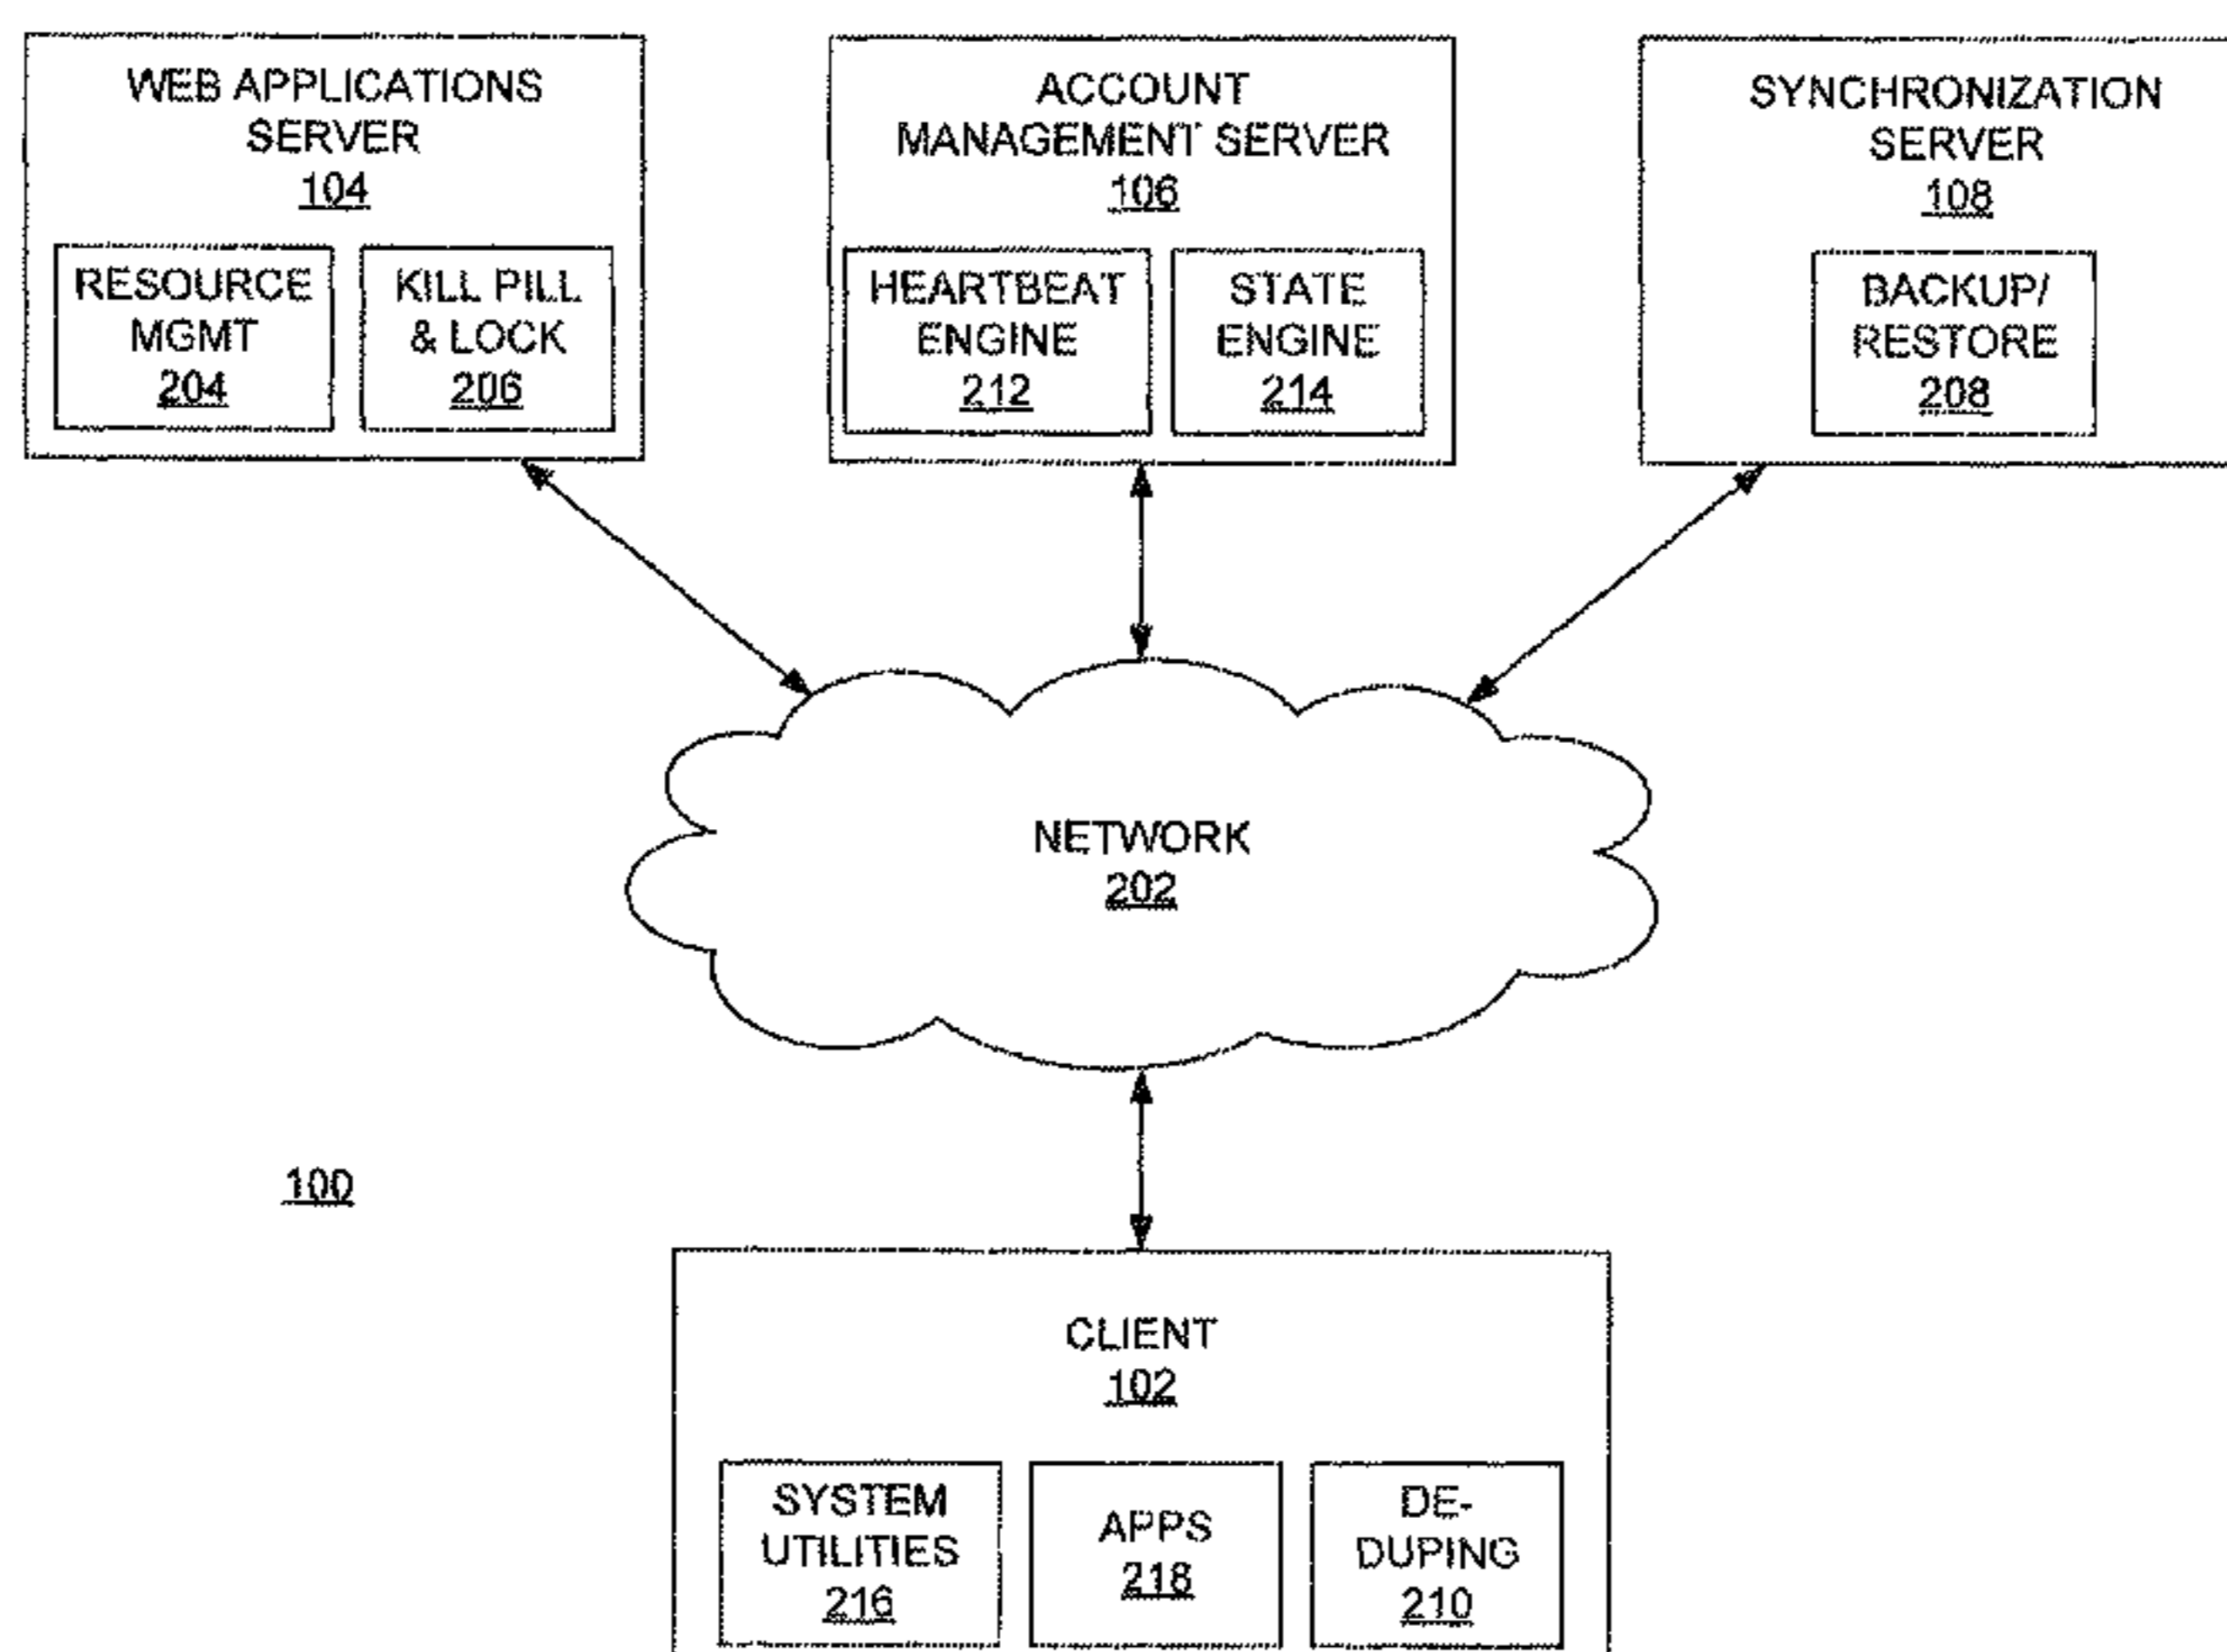 WEB APPLICATIONS
SERVER
104
RESOURCE
MGMT
204
KILL PILL
& LOCK
206
ACCOUNT
MANAGEMENT SERVER
106
HEARTBEAT
ENGINE
212
STATE
ENGINE
214
SYNCHRONIZATION
SERVER
108
BACKUP/
RESTORE
208
NETWORK
202
100
CLIENT
102
SYSTEM
UTILITIES
216
APPS
218
DE-
DUPING
210